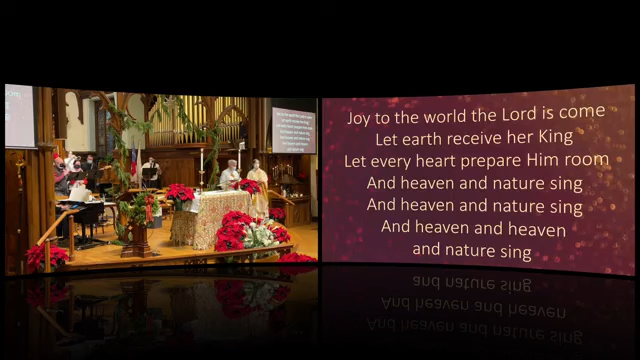 Joy to the world the Lord is come
Let earth receive her King
Let every heart prepare Him room
And heaven and nature sing
And heaven and nature sing
And heaven and heaven
and nature sing